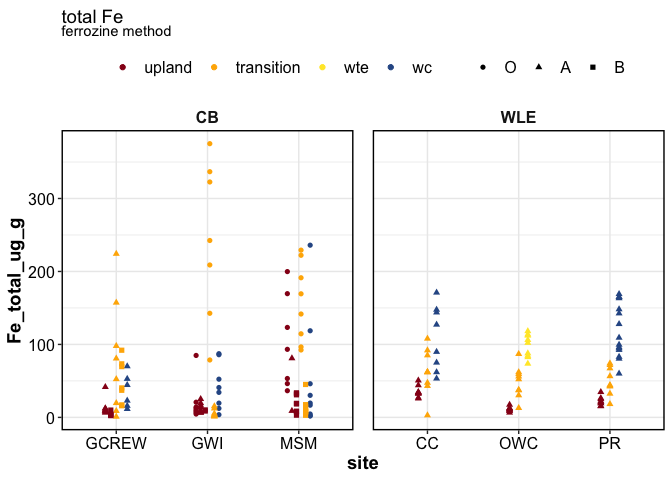 total Fe
ferrozine method
upland transition wte wc O A B
CB WLE
Fe_total_ug_g
300
200
100
0
GCREW GWI MSM CC OWC PR
site